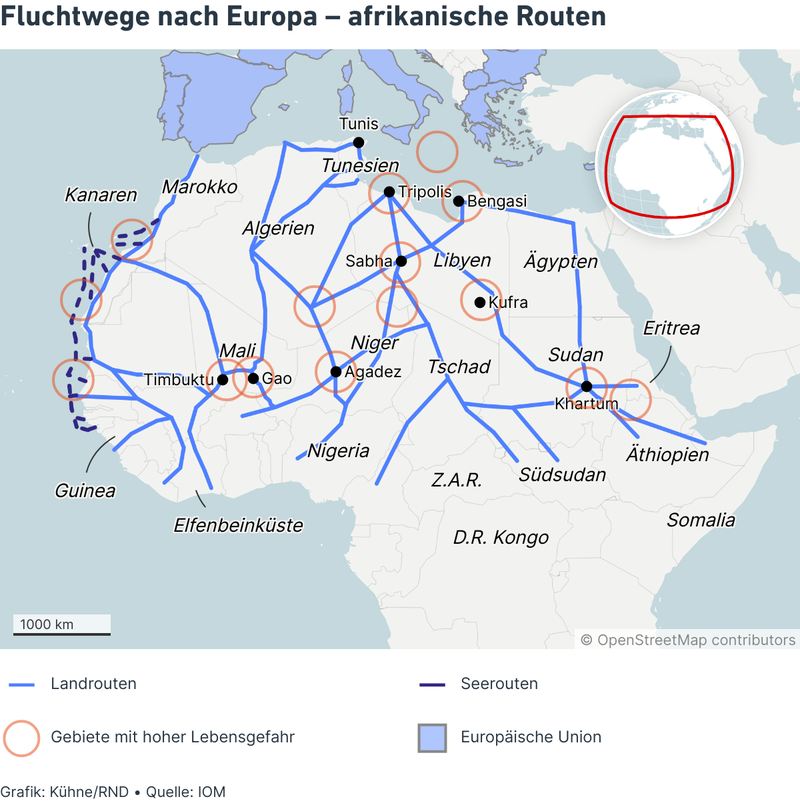 Fluchtwege nach Europa – afrikanische Routen
Tunis
Tunesien
Marokko
Kanaren
Tripolis
Bengasi
Algerien
Sabha
Libyen
Ägypten
Kufra
Eritrea
Mali
Niger
Sudan
Timbuktu
Gao
Agadez
Tschad
Khartum
Nigeria
Äthiopien
Z.A.R.
Südsudan
Guinea
Elfenbeinküste
Somalia
D.R. Kongo
1000 km
© OpenStreetMap contributors
Landrouten
Seerouten
Gebiete mit hoher Lebensgefahr
Europäische Union
Grafik: Kühne/RND • Quelle: IOM